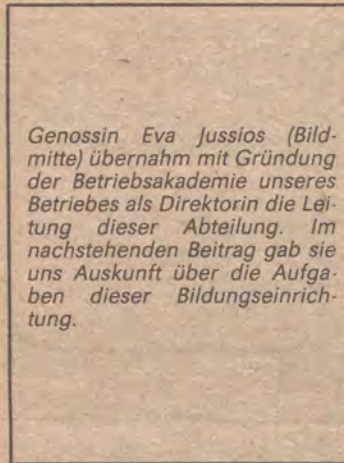 Genossin Eva Jussios (Bild-
mitte) übernahm mit Gründung
der Betriebsakademie unseres
Betriebes als Direktorin die Lei-
tung dieser Abteilung. Im
nachstehenden Beitrag gab sie
uns Auskunft über die Aufga-
ben dieser Bildungseinrich-
tung.